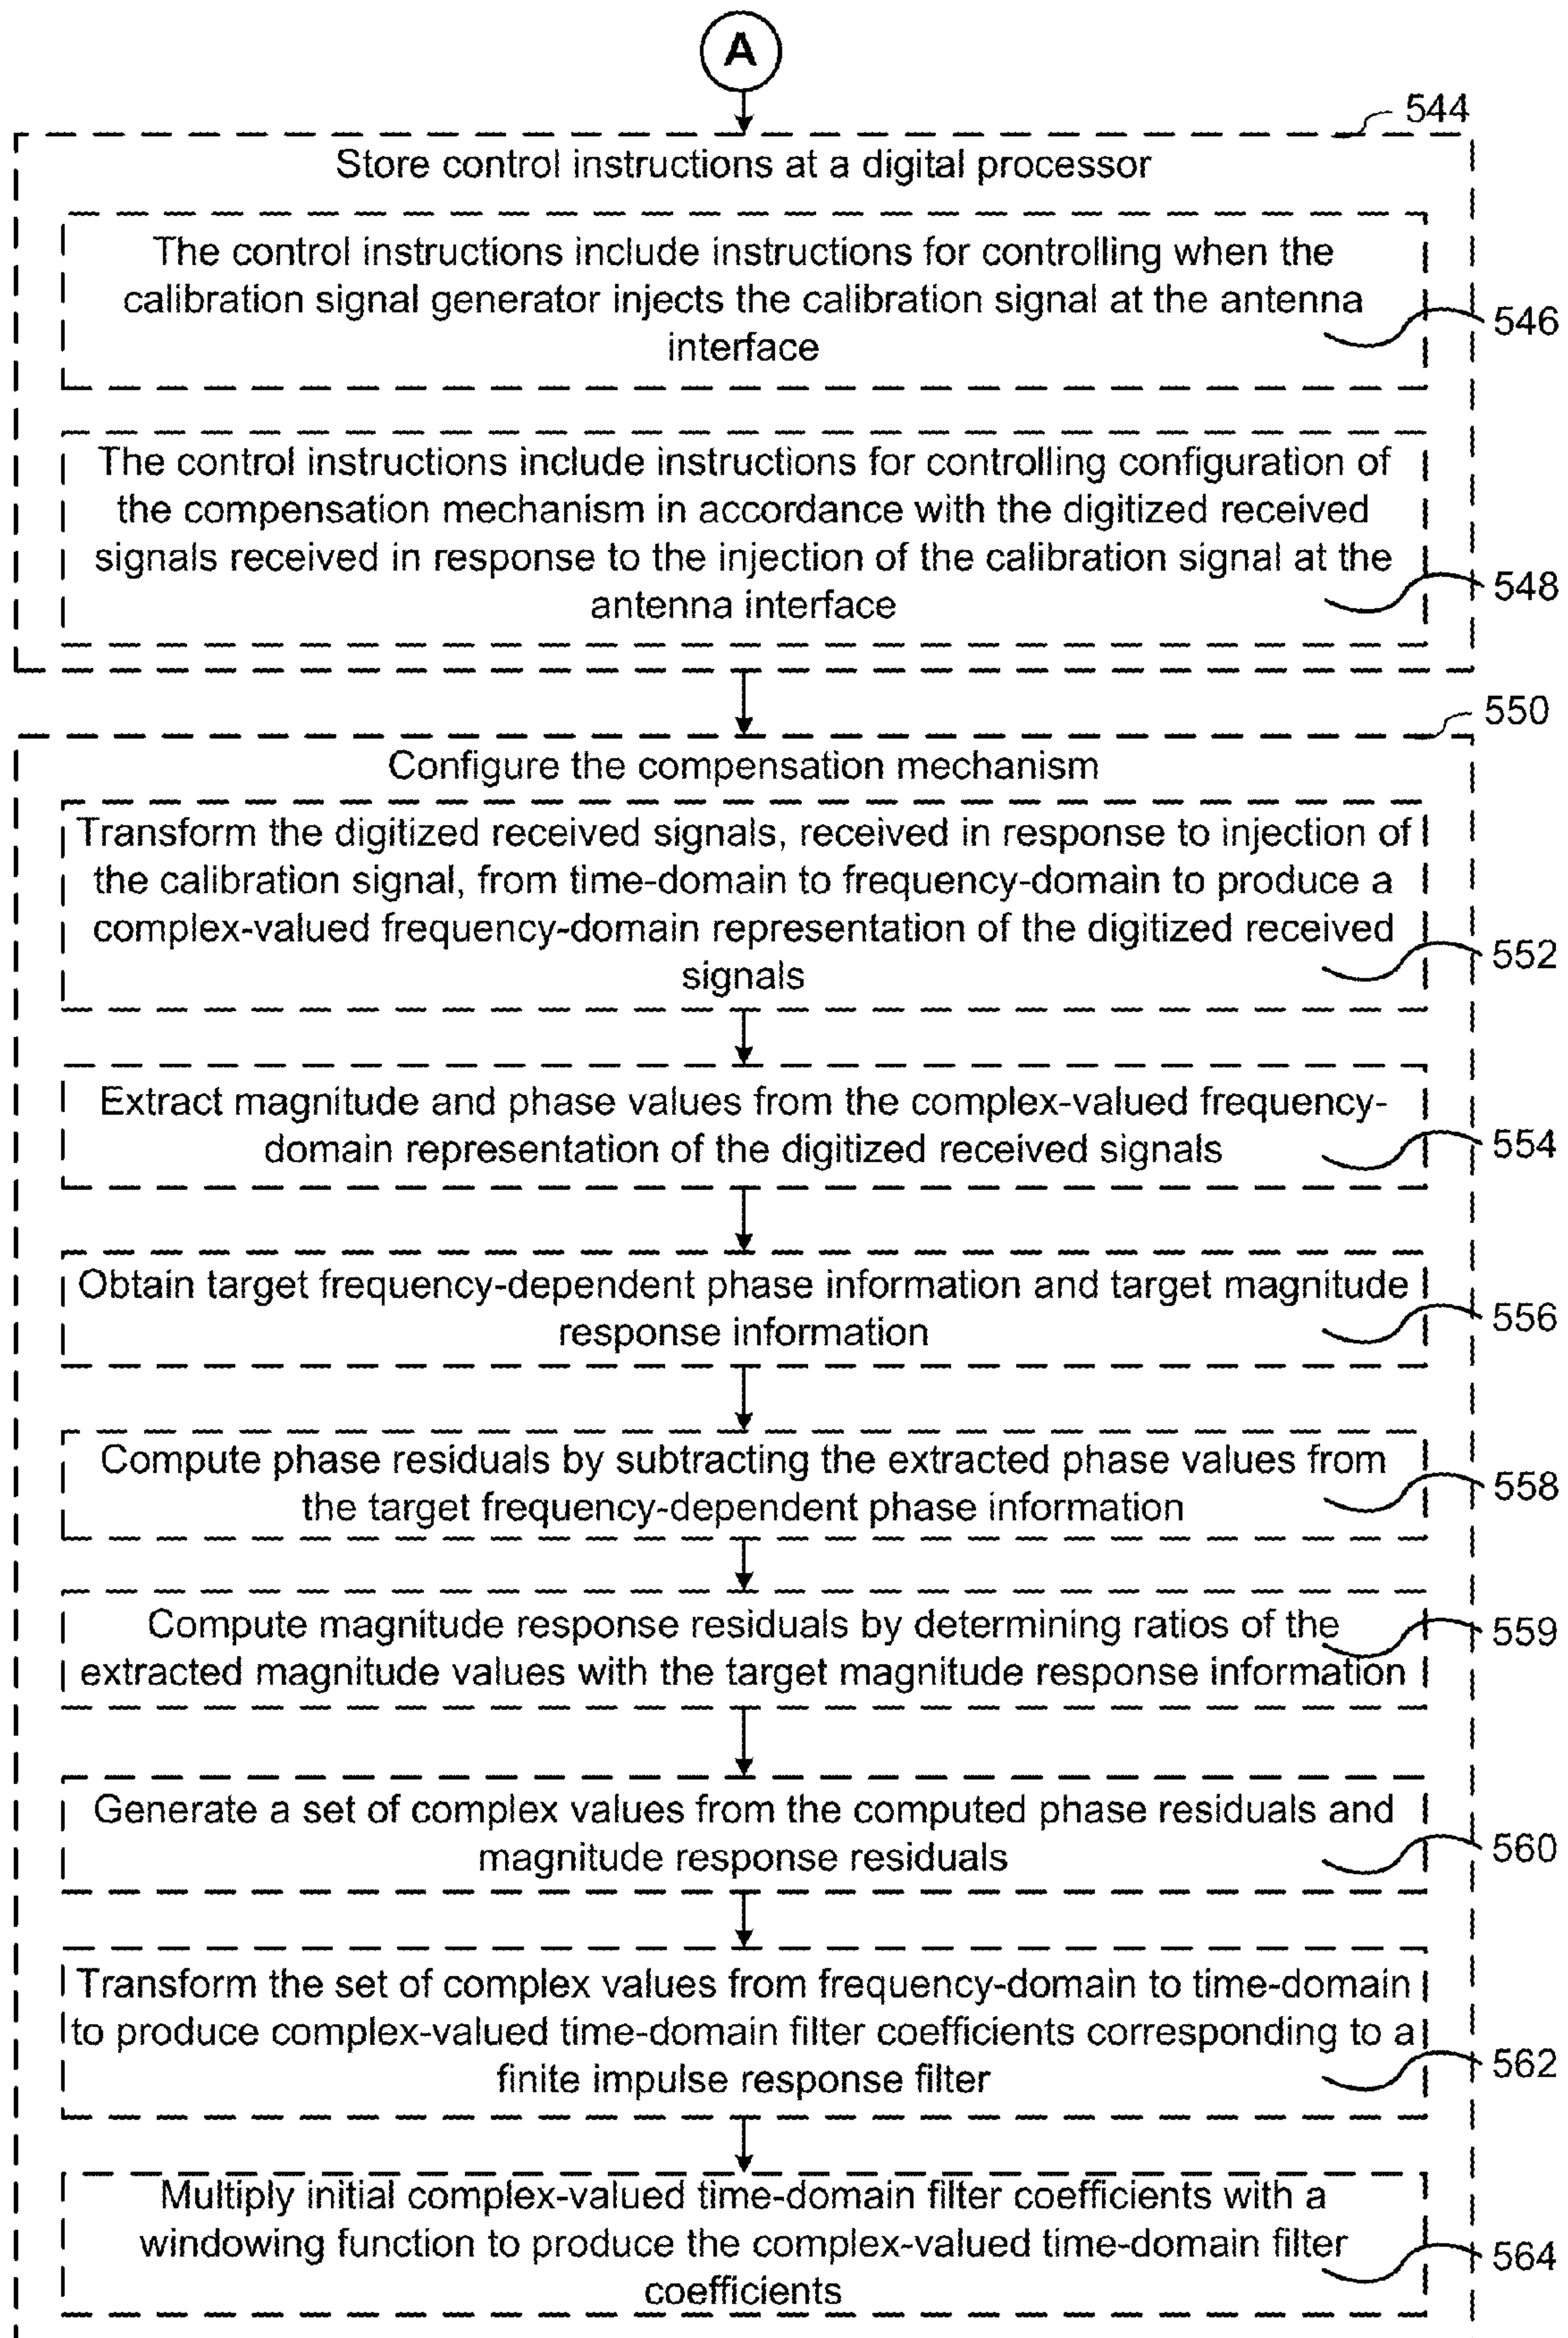 A
544
Store control instructions at a digital processor
The control instructions include instructions for controlling when the
calibration signal generator injects the calibration signal at the antenna
interface
546
The control instructions include instructions for controlling configuration of
the compensation mechanism in accordance with the digitized received
signals received in response to the injection of the calibration signal at the
antenna interface
548
550
Configure the compensation mechanism
Transform the digitized received signals, received in response to injection of
the calibration signal, from time-domain to frequency-domain to produce a
complex-valued frequency-domain representation of the digitized received
signals
552
Extract magnitude and phase values from the complex-valued frequency-
domain representation of the digitized received signals
554
Obtain target frequency-dependent phase information and target magnitude
response information
556
Compute phase residuals by subtracting the extracted phase values from
the target frequency-dependent phase information
558
Compute magnitude response residuals by determining ratios of the
extracted magnitude values with the target magnitude response information
559
Generate a set of complex values from the computed phase residuals and
magnitude response residuals
560
Transform the set of complex values from frequency-domain to time-domain
to produce complex-valued time-domain filter coefficients corresponding to a
finite impulse response filter
562
Multiply initial complex-valued time-domain filter coefficients with a
windowing function to produce the complex-valued time-domain filter
coefficients
564